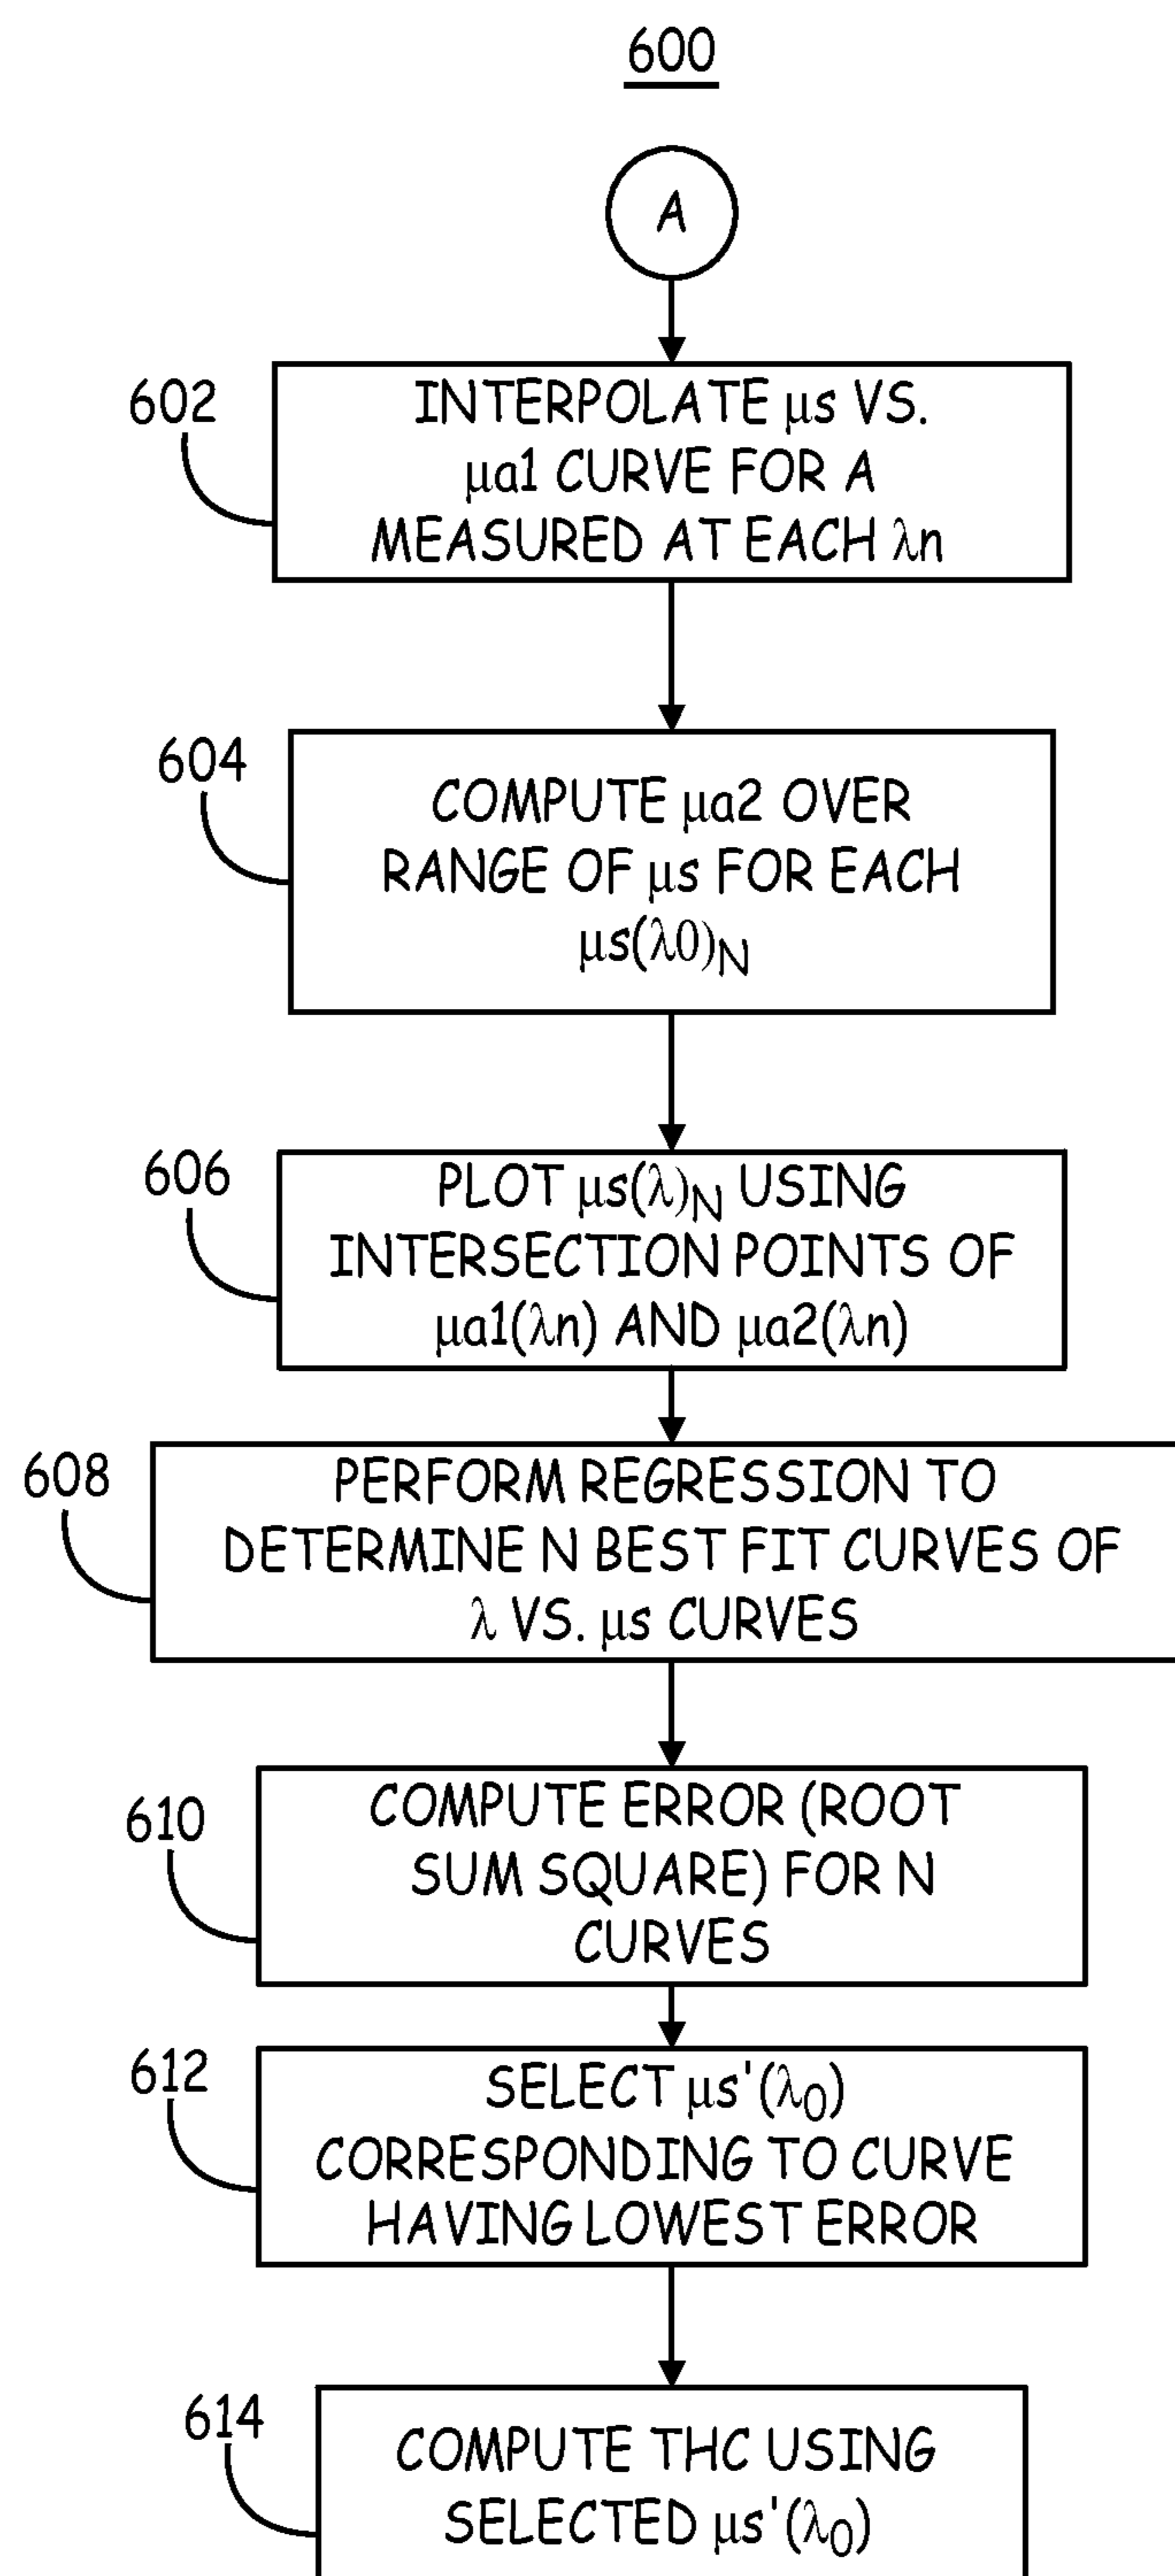 600
A
602
INTERPOLATE μs VS.
μa1 CURVE FOR A
MEASURED AT EACH λn
604
COMPUTE μa2 OVER
RANGE OF μs FOR EACH
μs(λ0)N
606
PLOT μs(λ)N USING
INTERSECTION POINTS OF
μa1(λn) AND μa2(λn)
608
PERFORM REGRESSION TO
DETERMINE N BEST FIT CURVES OF
λ VS. μs CURVES
610
COMPUTE ERROR (ROOT
SUM SQUARE) FOR N
CURVES
612
SELECT μs'(λ0)
CORRESPONDING TO CURVE
HAVING LOWEST ERROR
614
COMPUTE THC USING
SELECTED μs'(λ0)